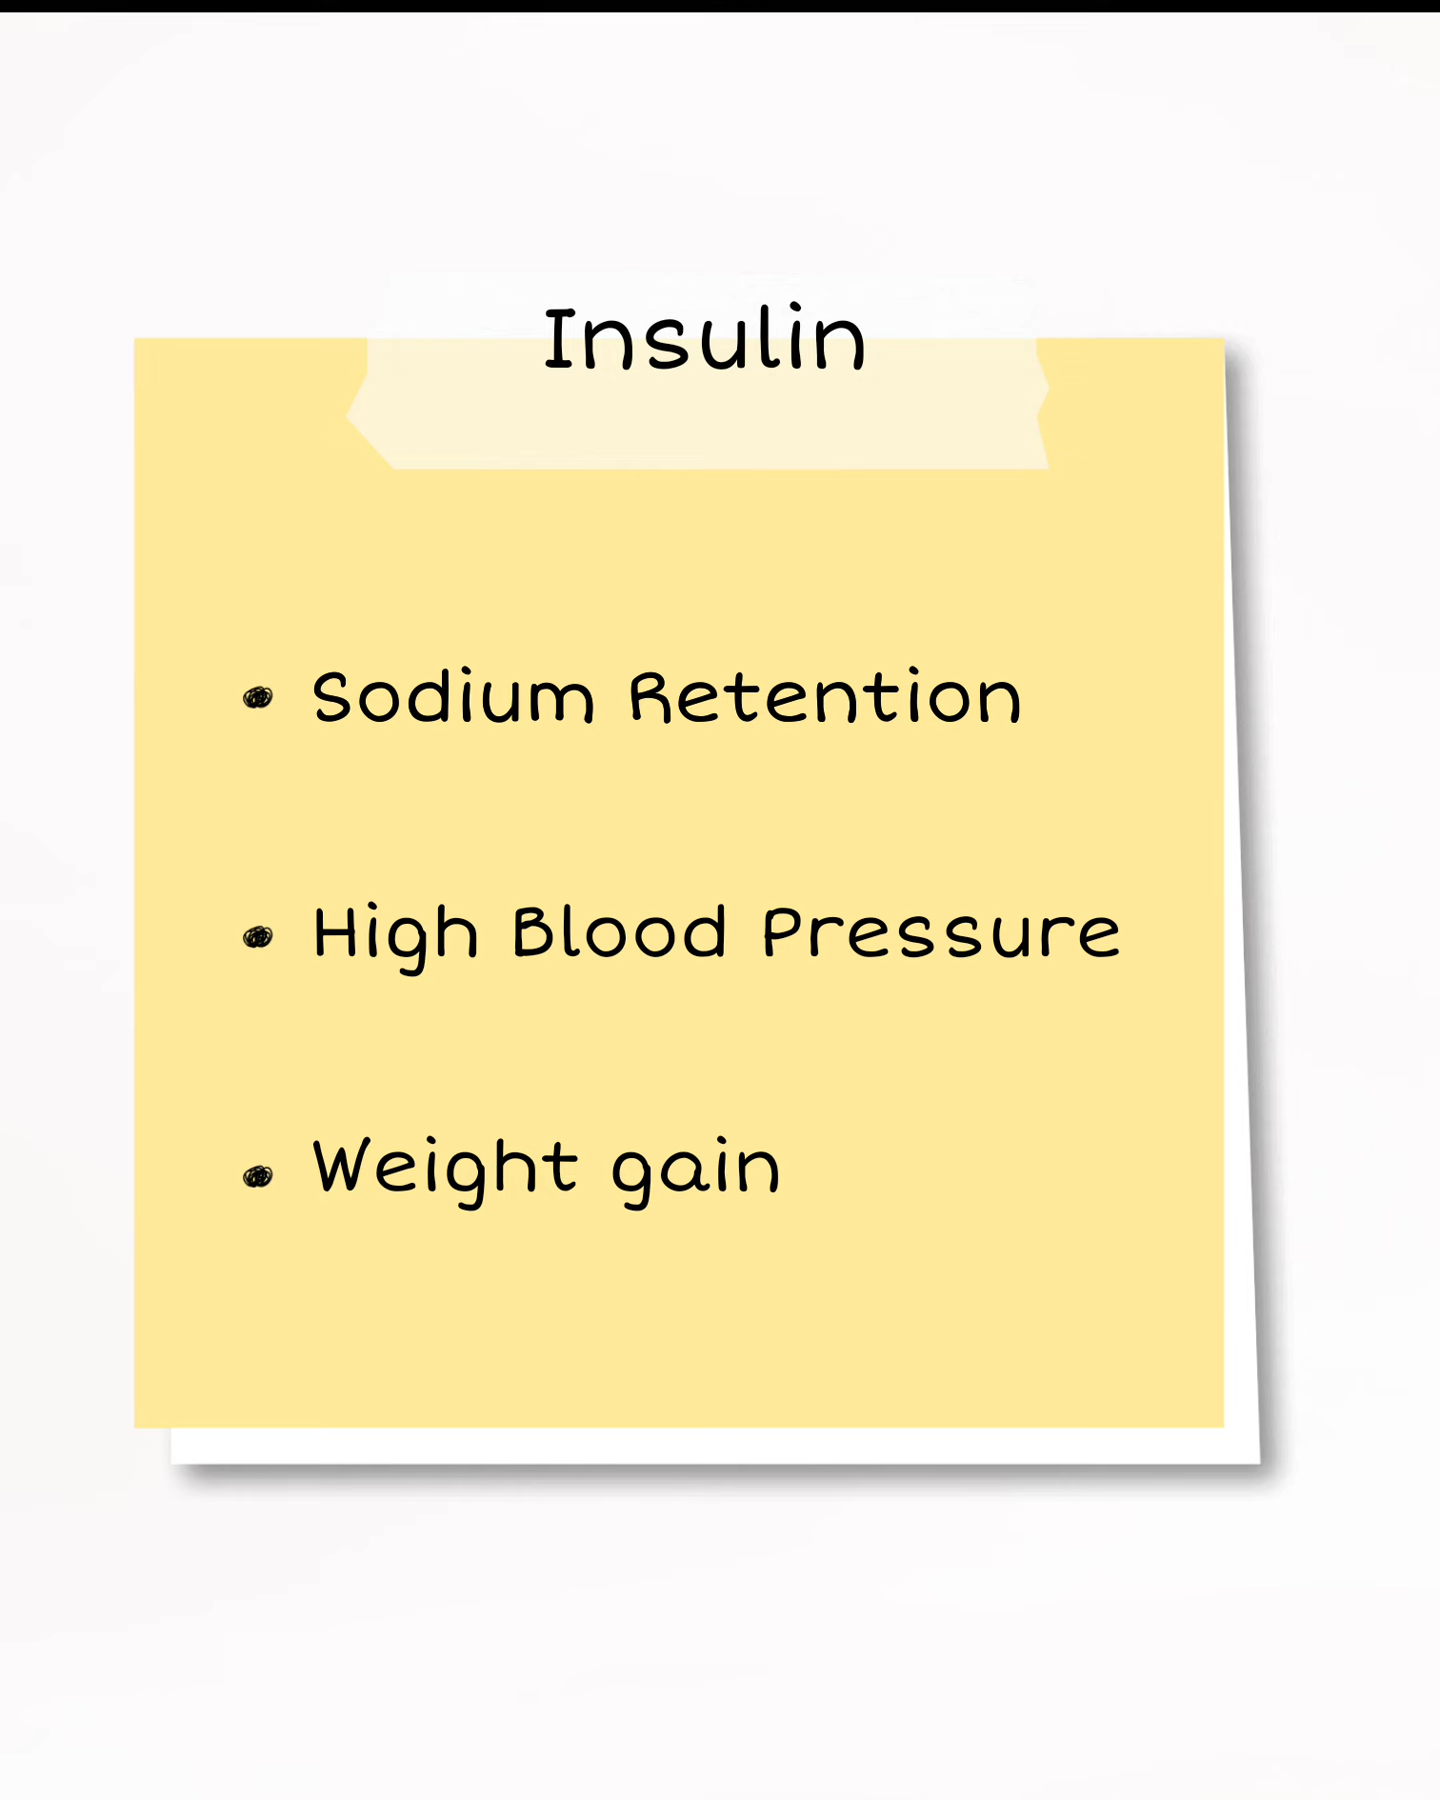 Insulin
• Sodium Retention
• High Blood Pressure
• Weight gain